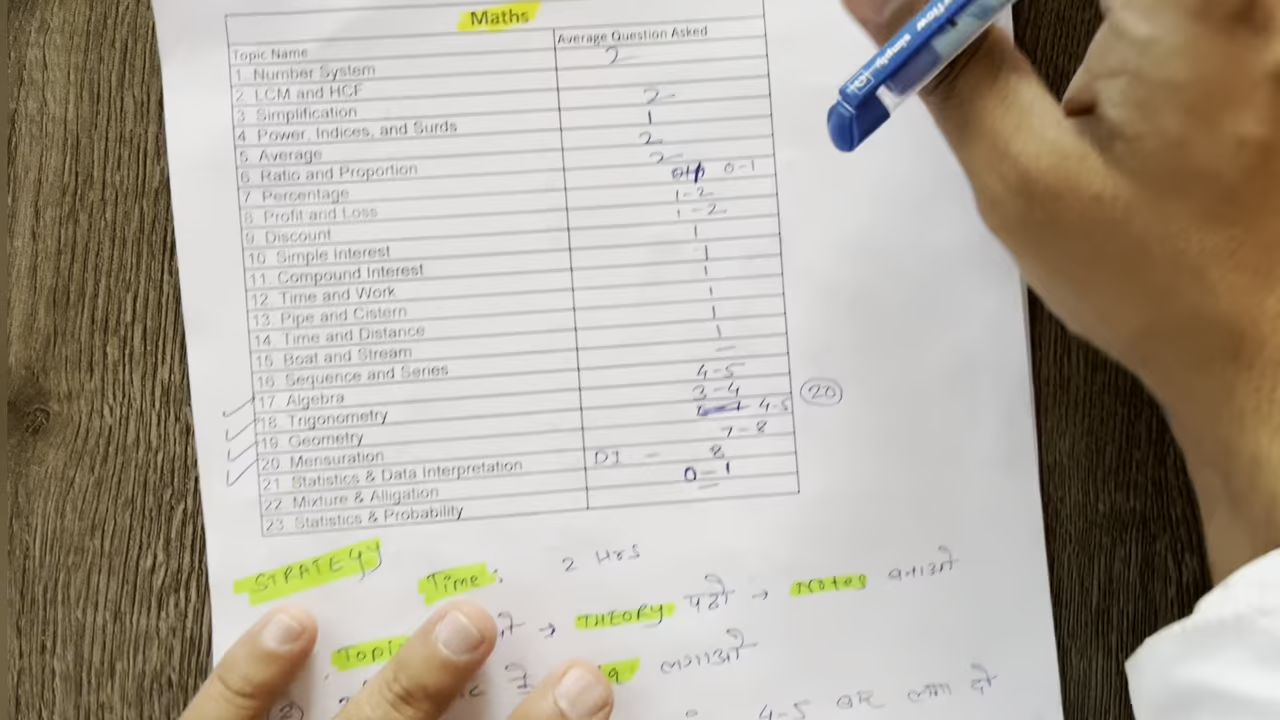 Maths
Topic Name Average Question Asked
1. Number System 2
2. LCM and HCF
3. Simplification 2
4. Power, Indices, and Surds 1
5. Average 2
6. Ratio and Proportion 2
7. Percentage 0-1
8. Profit and Loss 1-2
9. Discount 1-2
10. Simple Interest 1
11. Compound Interest 1
12. Time and Work 1
13. Pipe and Cistern 1
14. Time and Distance 1
15. Boat and Stream 1
16. Sequence and Series –
17. Algebra 4-5
18. Trigonometry 3-4 20
19. Geometry 4-5
20. Mensuration 7-8
21. Statistics & Data Interpretation DI - 8
22. Mixture & Alligation 0-1
23. Statistics & Probability
STRATEGY
Time: 2 Hrs
→ THEORY पढ़ो → Notes बनाओ
लगाओ
4-5 बार लगा दो
simply